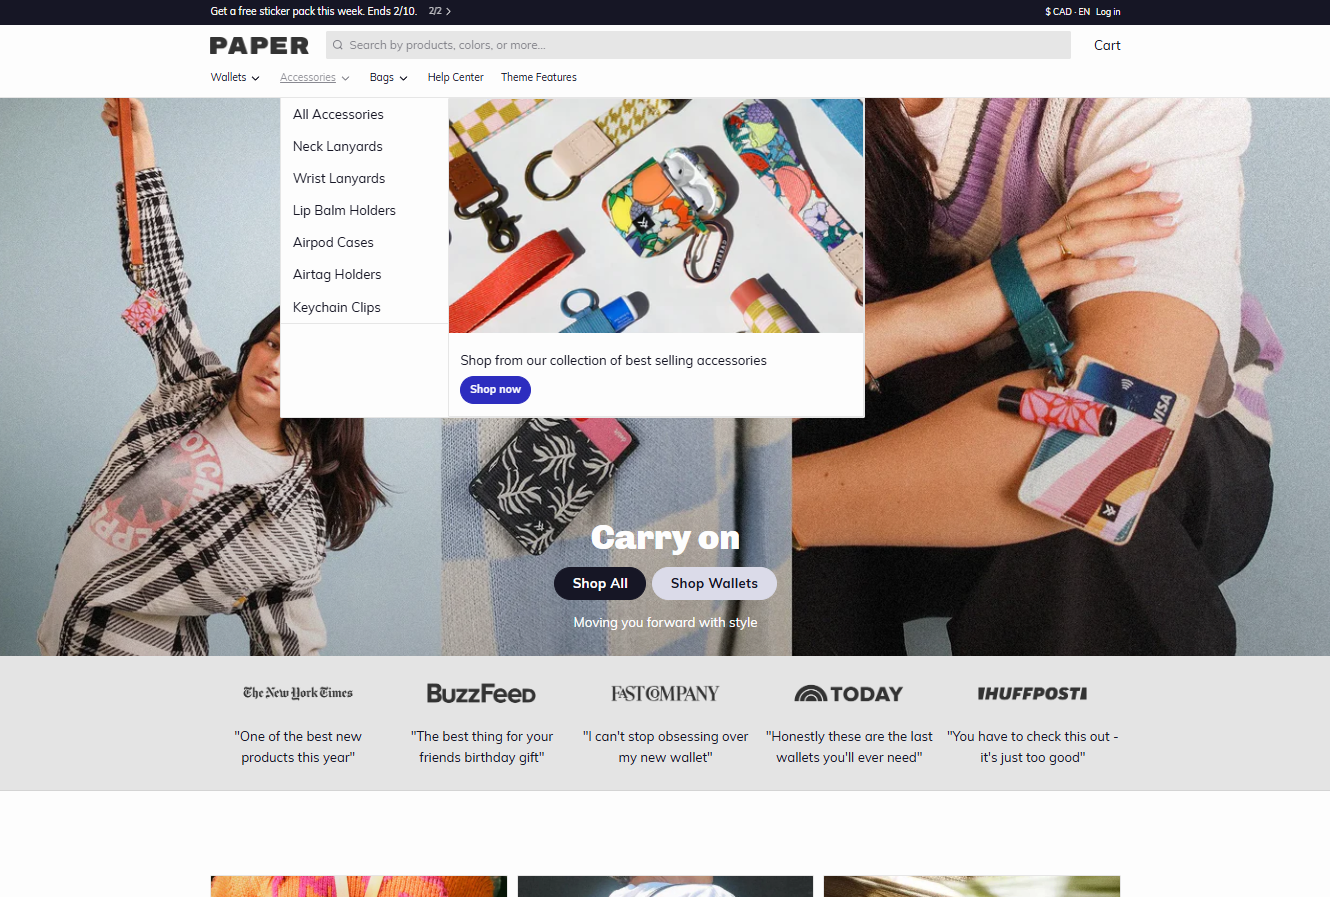 Get a free sticker pack this week. Ends 2/10. 2/2
$ CAD · EN Log in
PAPER
Search by products, colors, or more...
Cart
Wallets Accessories Bags Help Center Theme Features
All Accessories
Neck Lanyards
Wrist Lanyards
Lip Balm Holders
Airpod Cases
Airtag Holders
Keychain Clips
Shop from our collection of best selling accessories
Shop now
VISA
Carry on
Shop All Shop Wallets
Moving you forward with style
The New York Times
BuzzFeed
FAST COMPANY
TODAY
HUFFPOST
"One of the best new
products this year"
"The best thing for your
friends birthday gift"
"I can't stop obsessing over
my new wallet"
"Honestly these are the last
wallets you'll ever need"
"You have to check this out -
it's just too good"